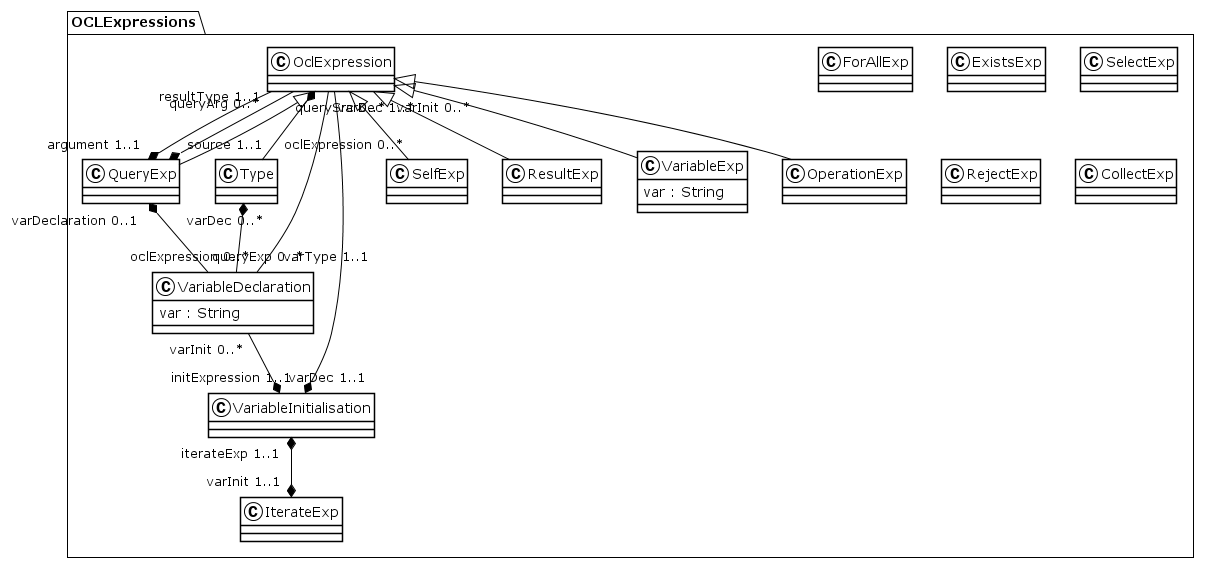 OCLExpressions
C OclExpression
C ForAllExp
C ExistsExp
C SelectExp
resultType 1..1
queryArg 0..*
varDec 1..1
varInit 0..*
argument 1..1
source 1..1
oclExpression 0..*
C QueryExp
C Type
C SelfExp
C ResultExp
C VariableExp
var : String
C OperationExp
C RejectExp
C CollectExp
varDeclaration 0..1
varDec 0..*
oclExpression 0..*
queryExp 0..*
varType 1..1
C VariableDeclaration
var : String
varInit 0..*
initExpression 1..1
varDec 1..1
C VariableInitialisation
iterateExp 1..1
varInit 1..1
C IterateExp